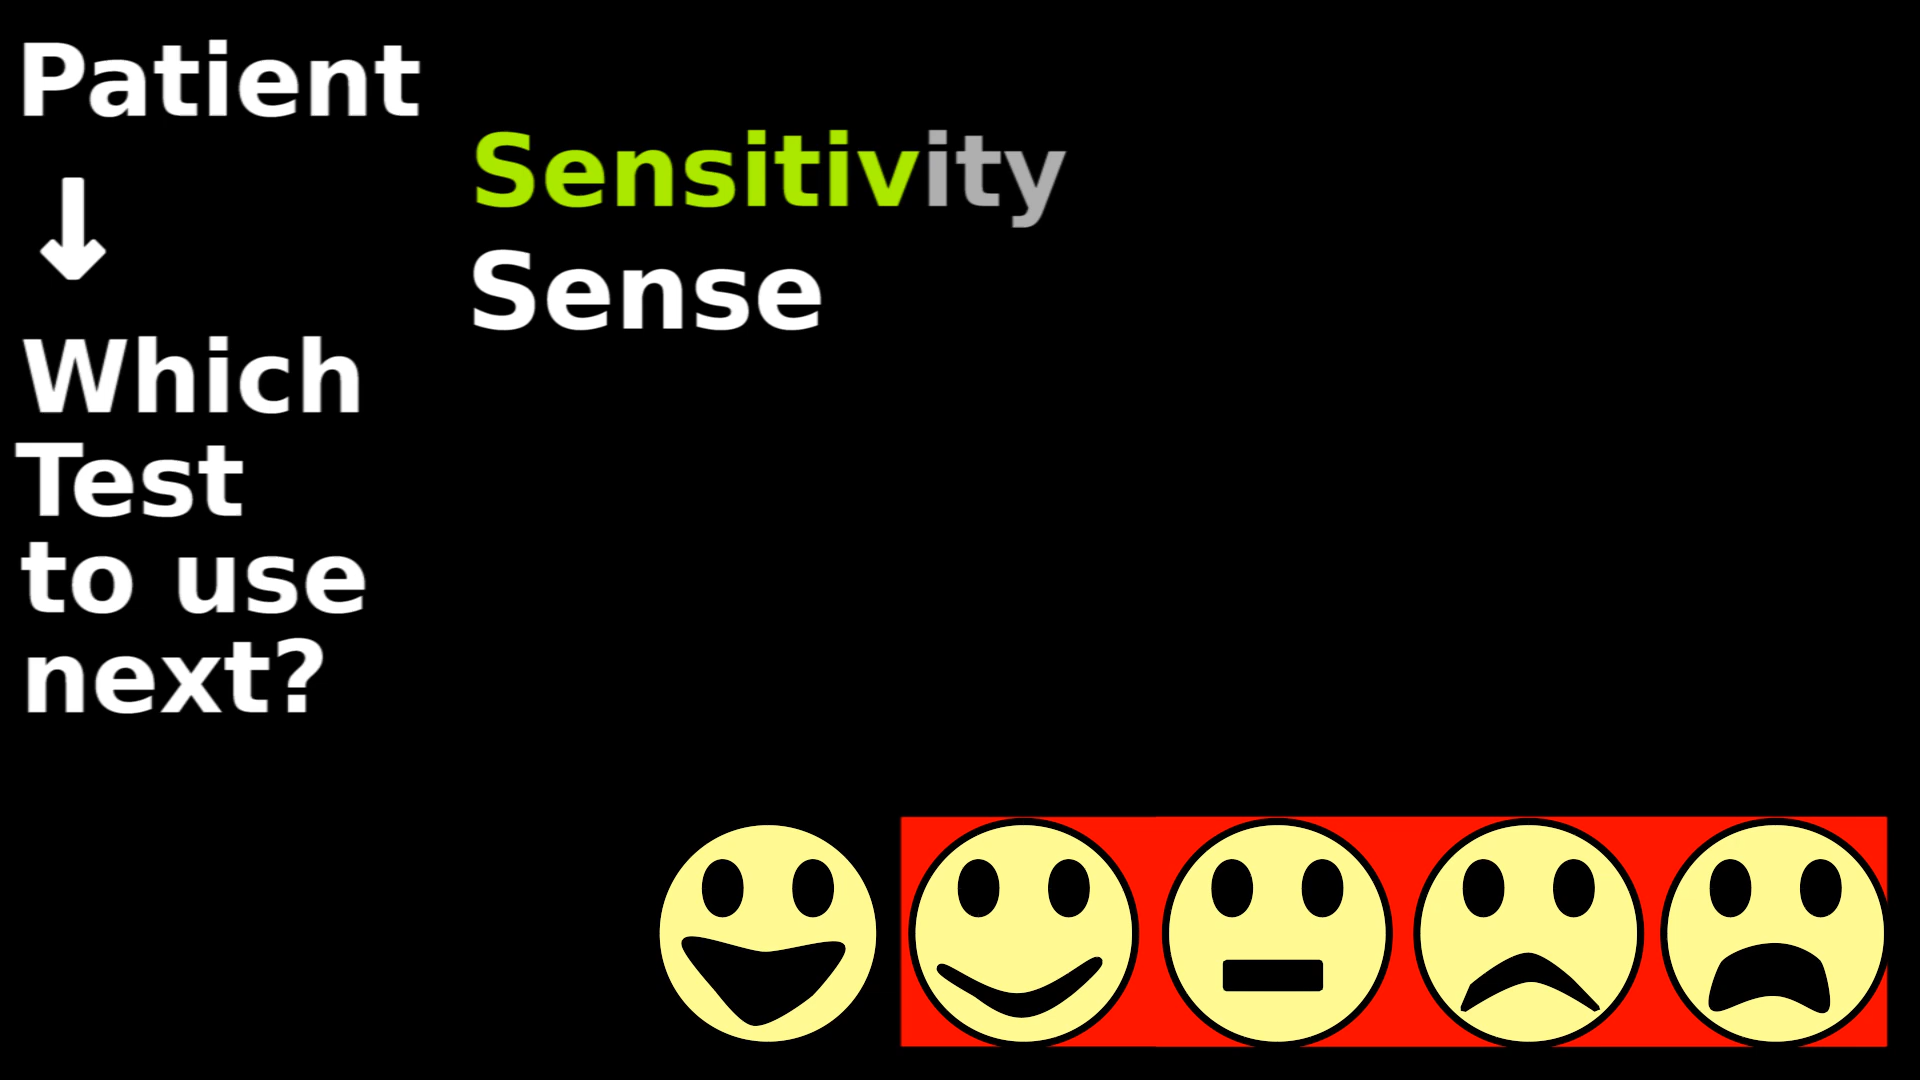 Patient
↓
Which
Test
to use
next?
Sensitivity
Sense